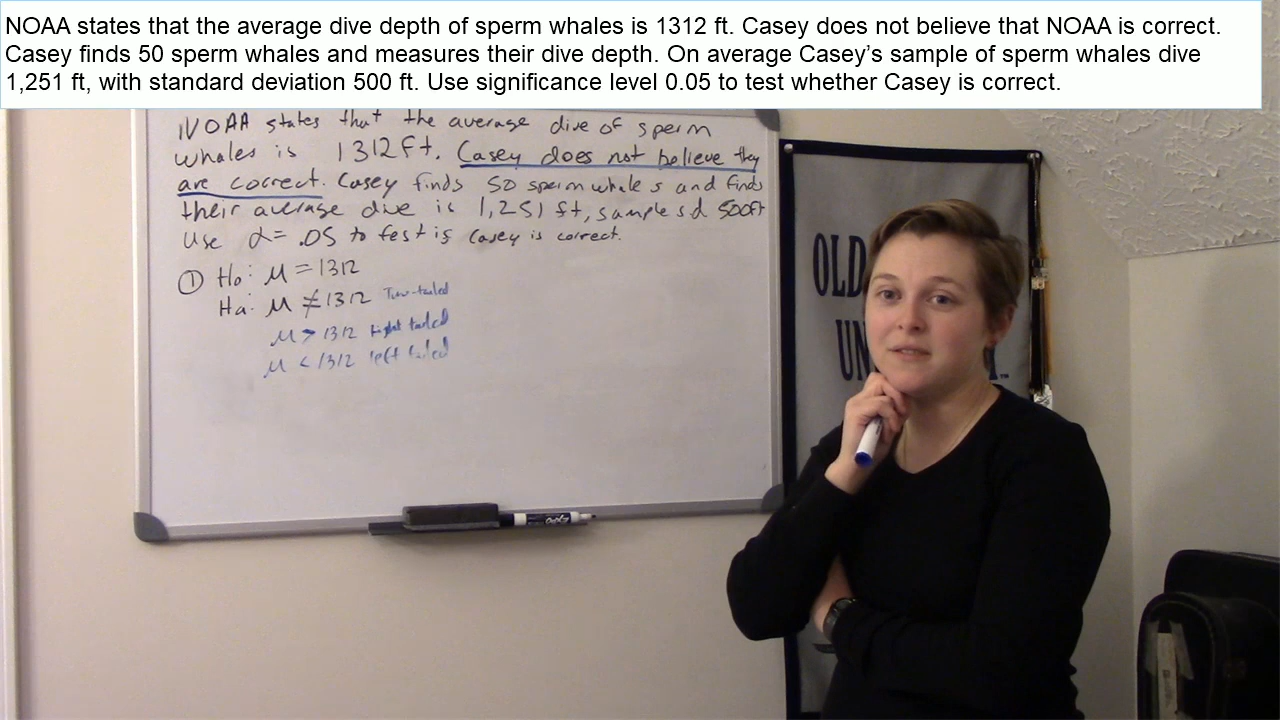 NOAA states that the average dive depth of sperm whales is 1312 ft. Casey does not believe that NOAA is correct.
Casey finds 50 sperm whales and measures their dive depth. On average Casey’s sample of sperm whales dive
1,251 ft, with standard deviation 500 ft. Use significance level 0.05 to test whether Casey is correct.
NOAA states that the average dive of sperm
whales is 1312ft. Casey does not believe they
are correct. Casey finds 50 sperm whales and finds
their average dive is 1,251 ft, sample sd 500ft
Use α= .05 to test if Casey is correct.
① Ho: μ = 1312
Ha: μ ≠ 1312 Two-tailed
μ > 1312 right tailed
μ < 1312 left tailed
OLD
UN